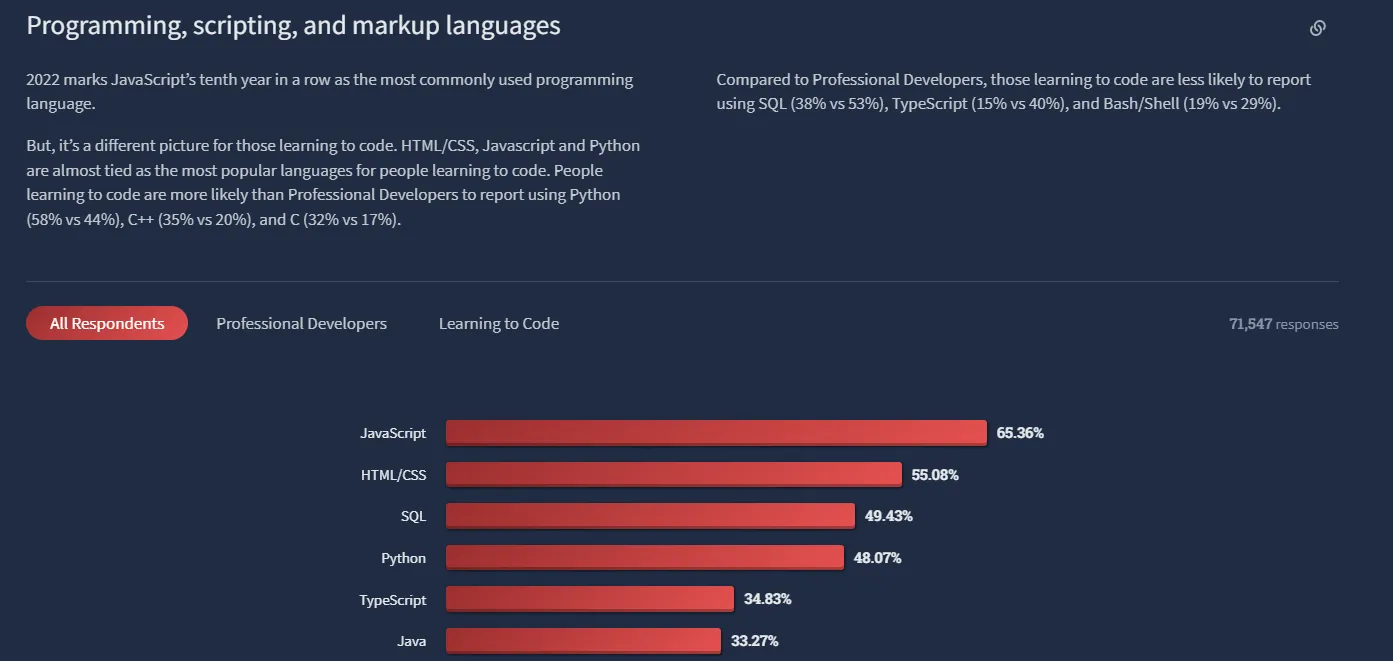 Programming, scripting, and markup languages
2022 marks JavaScript’s tenth year in a row as the most commonly used programming
language.
But, it’s a different picture for those learning to code. HTML/CSS, Javascript and Python
are almost tied as the most popular languages for people learning to code. People
learning to code are more likely than Professional Developers to report using Python
(58% vs 44%), C++ (35% vs 20%), and C (32% vs 17%).
Compared to Professional Developers, those learning to code are less likely to report
using SQL (38% vs 53%), TypeScript (15% vs 40%), and Bash/Shell (19% vs 29%).
All Respondents Professional Developers Learning to Code 71,547 responses
JavaScript 65.36%
HTML/CSS 55.08%
SQL 49.43%
Python 48.07%
TypeScript 34.83%
Java 33.27%